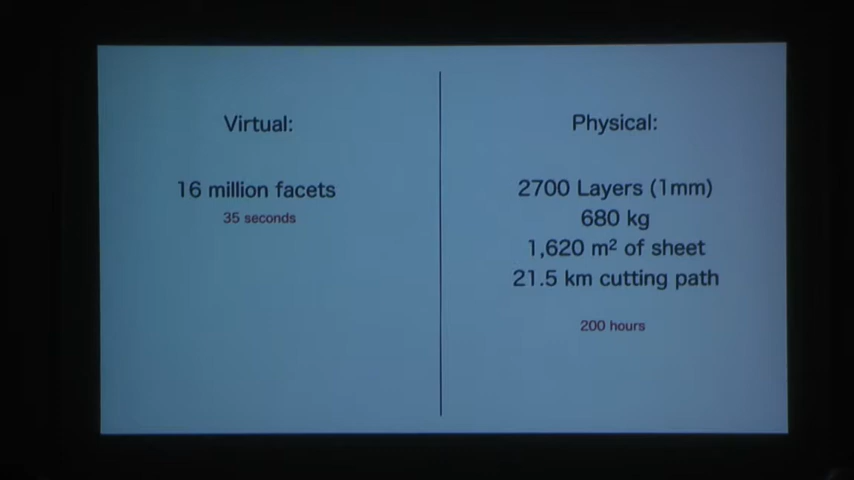 Virtual:
16 million facets
35 seconds
Physical:
2700 Layers (1mm)
680 kg
1,620 m² of sheet
21.5 km cutting path
200 hours